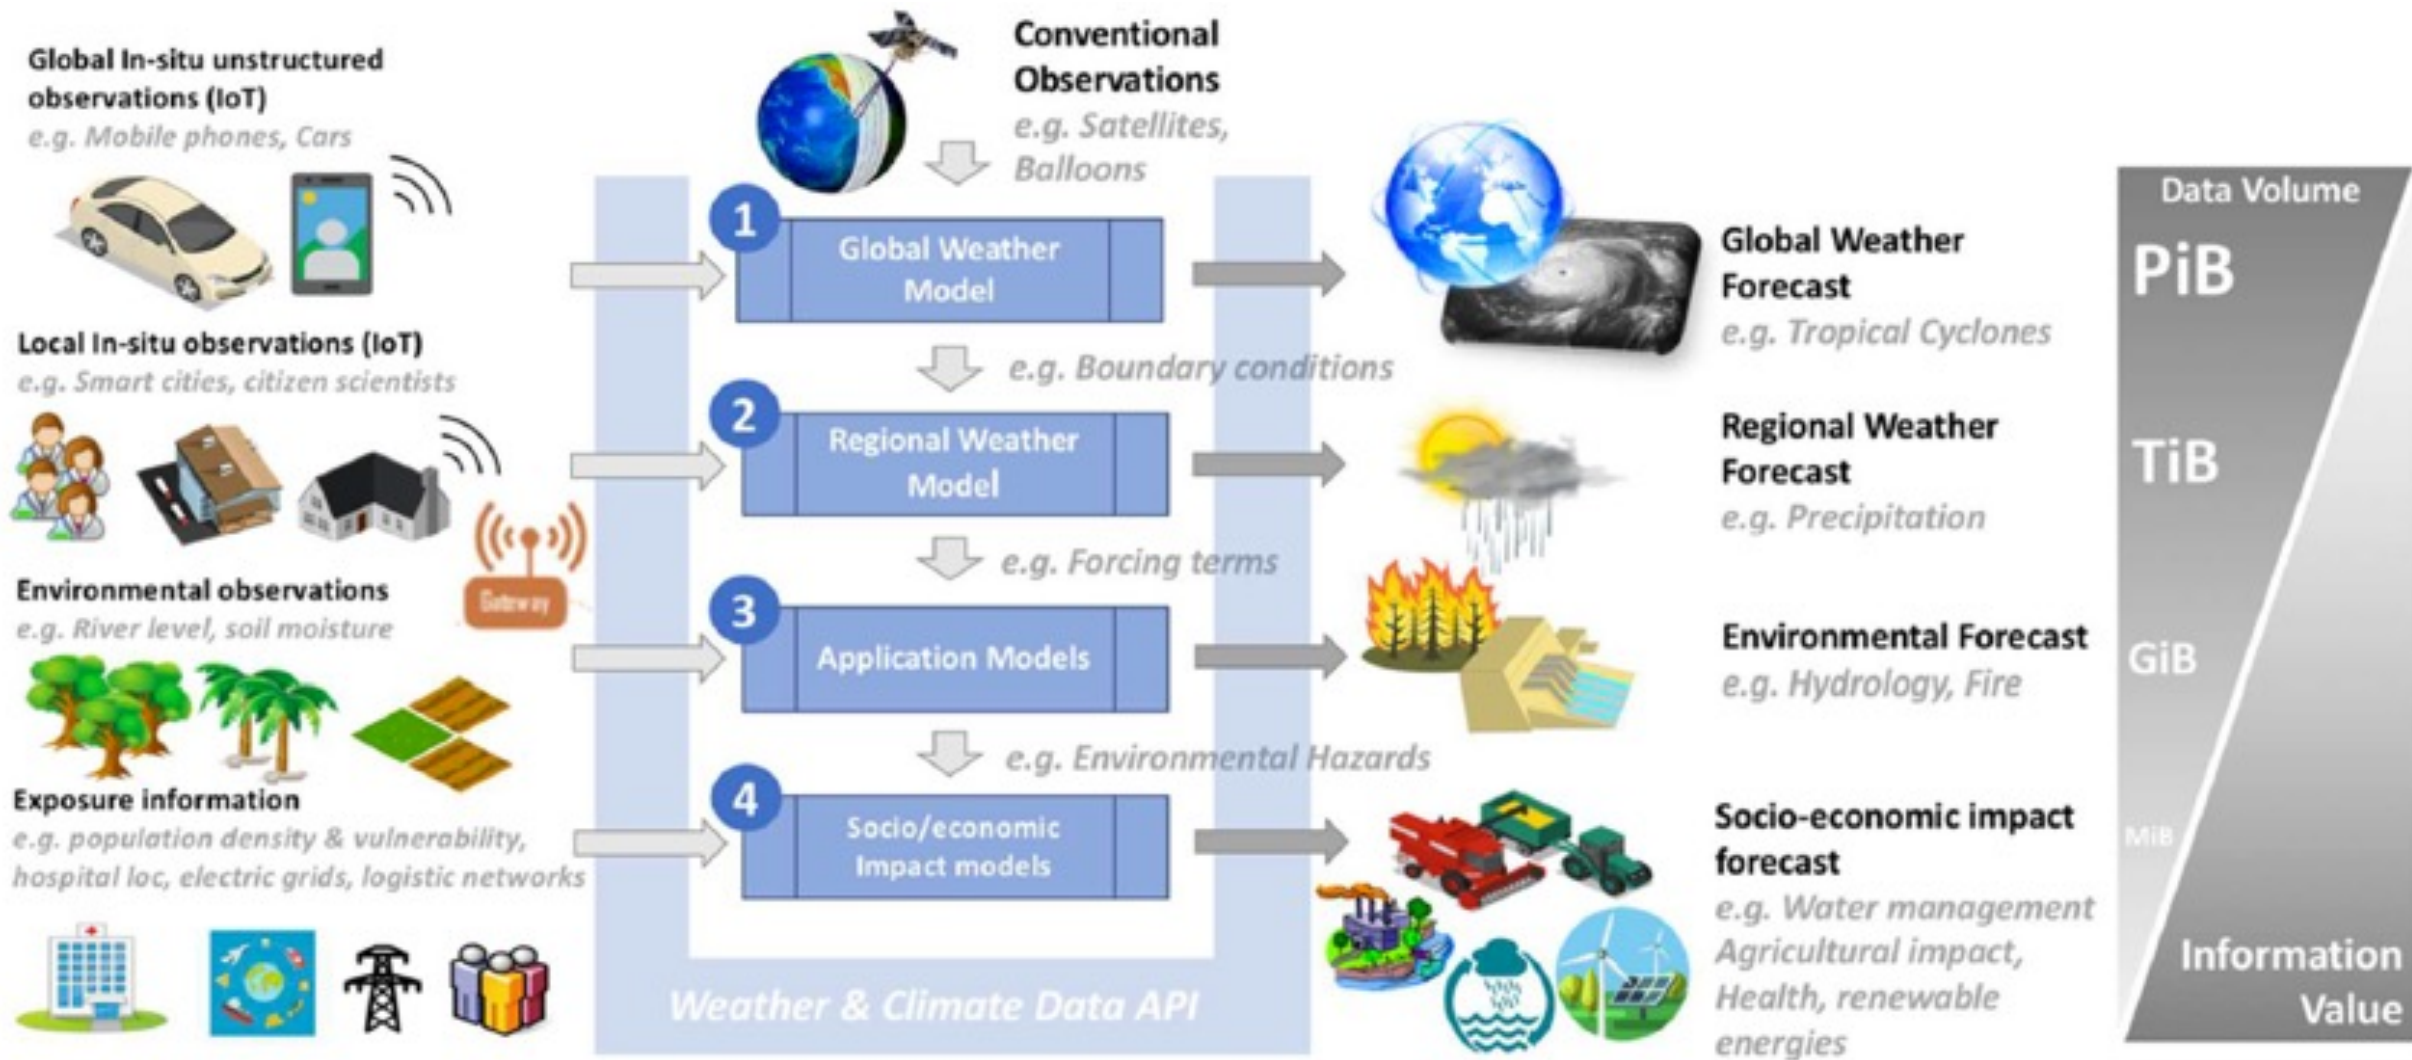 Global In-situ unstructured
observations (IoT)
e.g. Mobile phones, Cars
Local In-situ observations (IoT)
e.g. Smart cities, citizen scientists
Gateway
Environmental observations
e.g. River level, soil moisture
Exposure information
e.g. population density & vulnerability,
hospital loc, electric grids, logistic networks
Conventional
Observations
e.g. Satellites,
Balloons
1
Global Weather
Model
e.g. Boundary conditions
2
Regional Weather
Model
e.g. Forcing terms
3
Application Models
e.g. Environmental Hazards
4
Socio/economic
Impact models
Weather & Climate Data API
Global Weather
Forecast
e.g. Tropical Cyclones
Regional Weather
Forecast
e.g. Precipitation
Environmental Forecast
e.g. Hydrology, Fire
Socio-economic impact
forecast
e.g. Water management
Agricultural impact,
Health, renewable
energies
Data Volume
PiB
TiB
GiB
MiB
Information
Value